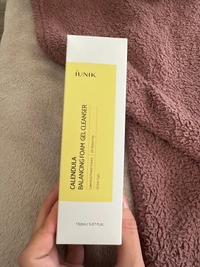 iUNIK
CALENDULA
BALANCING FOAM GEL CLEANSER
150ml / 5.07 fl.oz.